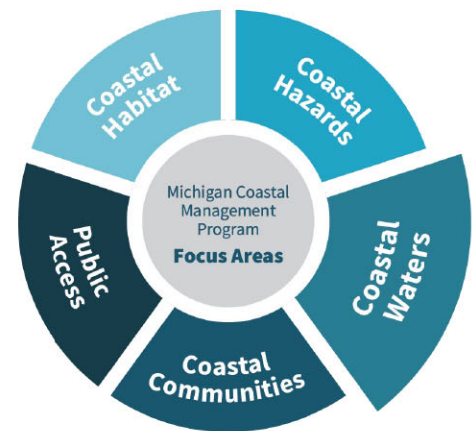 Coastal
Habitat
Coastal
Hazards
Michigan Coastal
Management
Program
Focus Areas
Public
Access
Coastal
Waters
Coastal
Communities